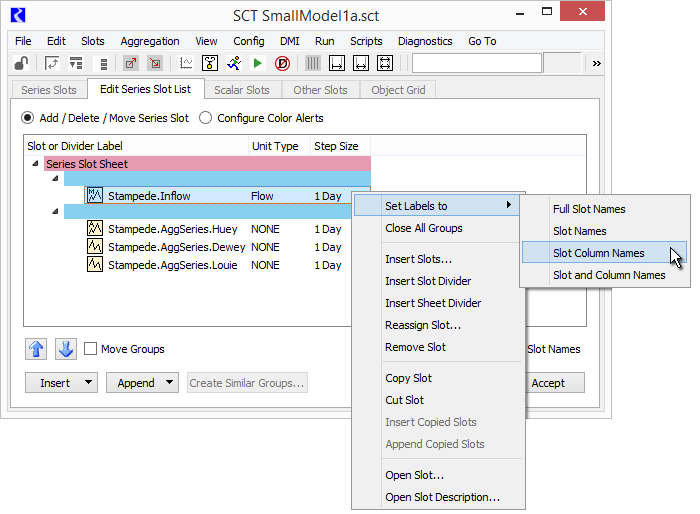 SCT SmallModel1a.sct
File Edit Slots Aggregation View Config DMI Run Scripts Diagnostics Go To
Series Slots Edit Series Slot List Scalar Slots Other Slots Object Grid
Add / Delete / Move Series Slot Configure Color Alerts
Slot or Divider Label Unit Type Step Size
Series Slot Sheet
Stampede.Inflow Flow 1 Day
Stampede.AggSeries.Huey NONE 1 Day
Stampede.AggSeries.Dewey NONE 1 Day
Stampede.AggSeries.Louie NONE 1 Day
Move Groups
Slot Names
Insert Append Create Similar Groups... Accept
Set Labels to
Close All Groups
Insert Slots...
Insert Slot Divider
Insert Sheet Divider
Reassign Slot...
Remove Slot
Copy Slot
Cut Slot
Insert Copied Slots
Append Copied Slots
Open Slot...
Open Slot Description...
Full Slot Names
Slot Names
Slot Column Names
Slot and Column Names